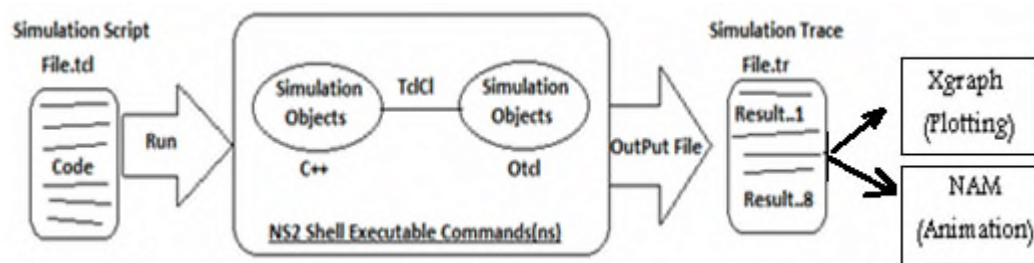 Simulation Script
File.tcl
Code
Run
Simulation
Objects
C++
TclCl
Simulation
Objects
Otcl
NS2 Shell Executable Commands(ns)
OutPut File
Simulation Trace
File.tr
Result..1
Result..8
Xgraph
(Plotting)
NAM
(Animation)